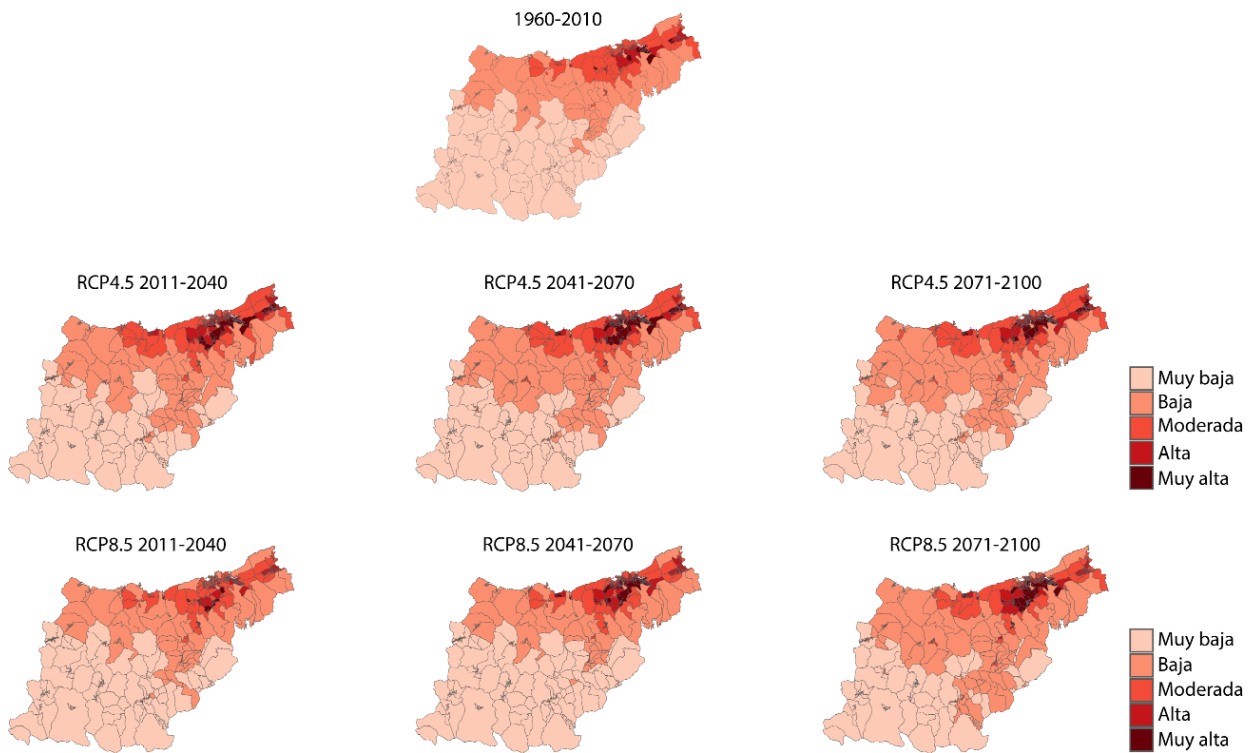 1960-2010
RCP4.5 2011-2040
RCP4.5 2041-2070
RCP4.5 2071-2100
Muy baja
Baja
Moderada
Alta
Muy alta
RCP8.5 2011-2040
RCP8.5 2041-2070
RCP8.5 2071-2100
Muy baja
Baja
Moderada
Alta
Muy alta